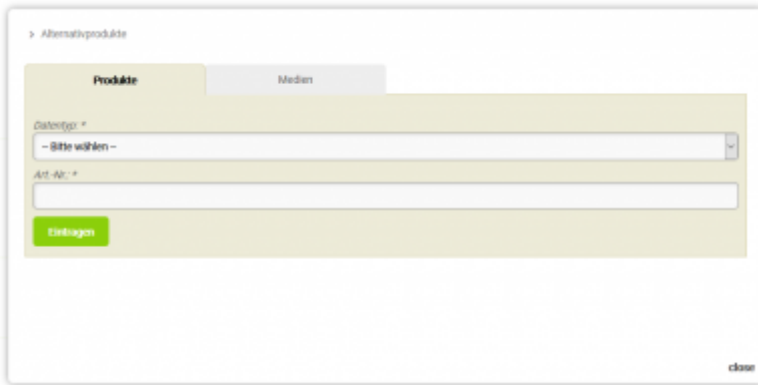 > Alternativprodukte
Produkte
Medien
Datentyp: *
-- Bitte wählen --
Art.-Nr.: *
Eintragen
close